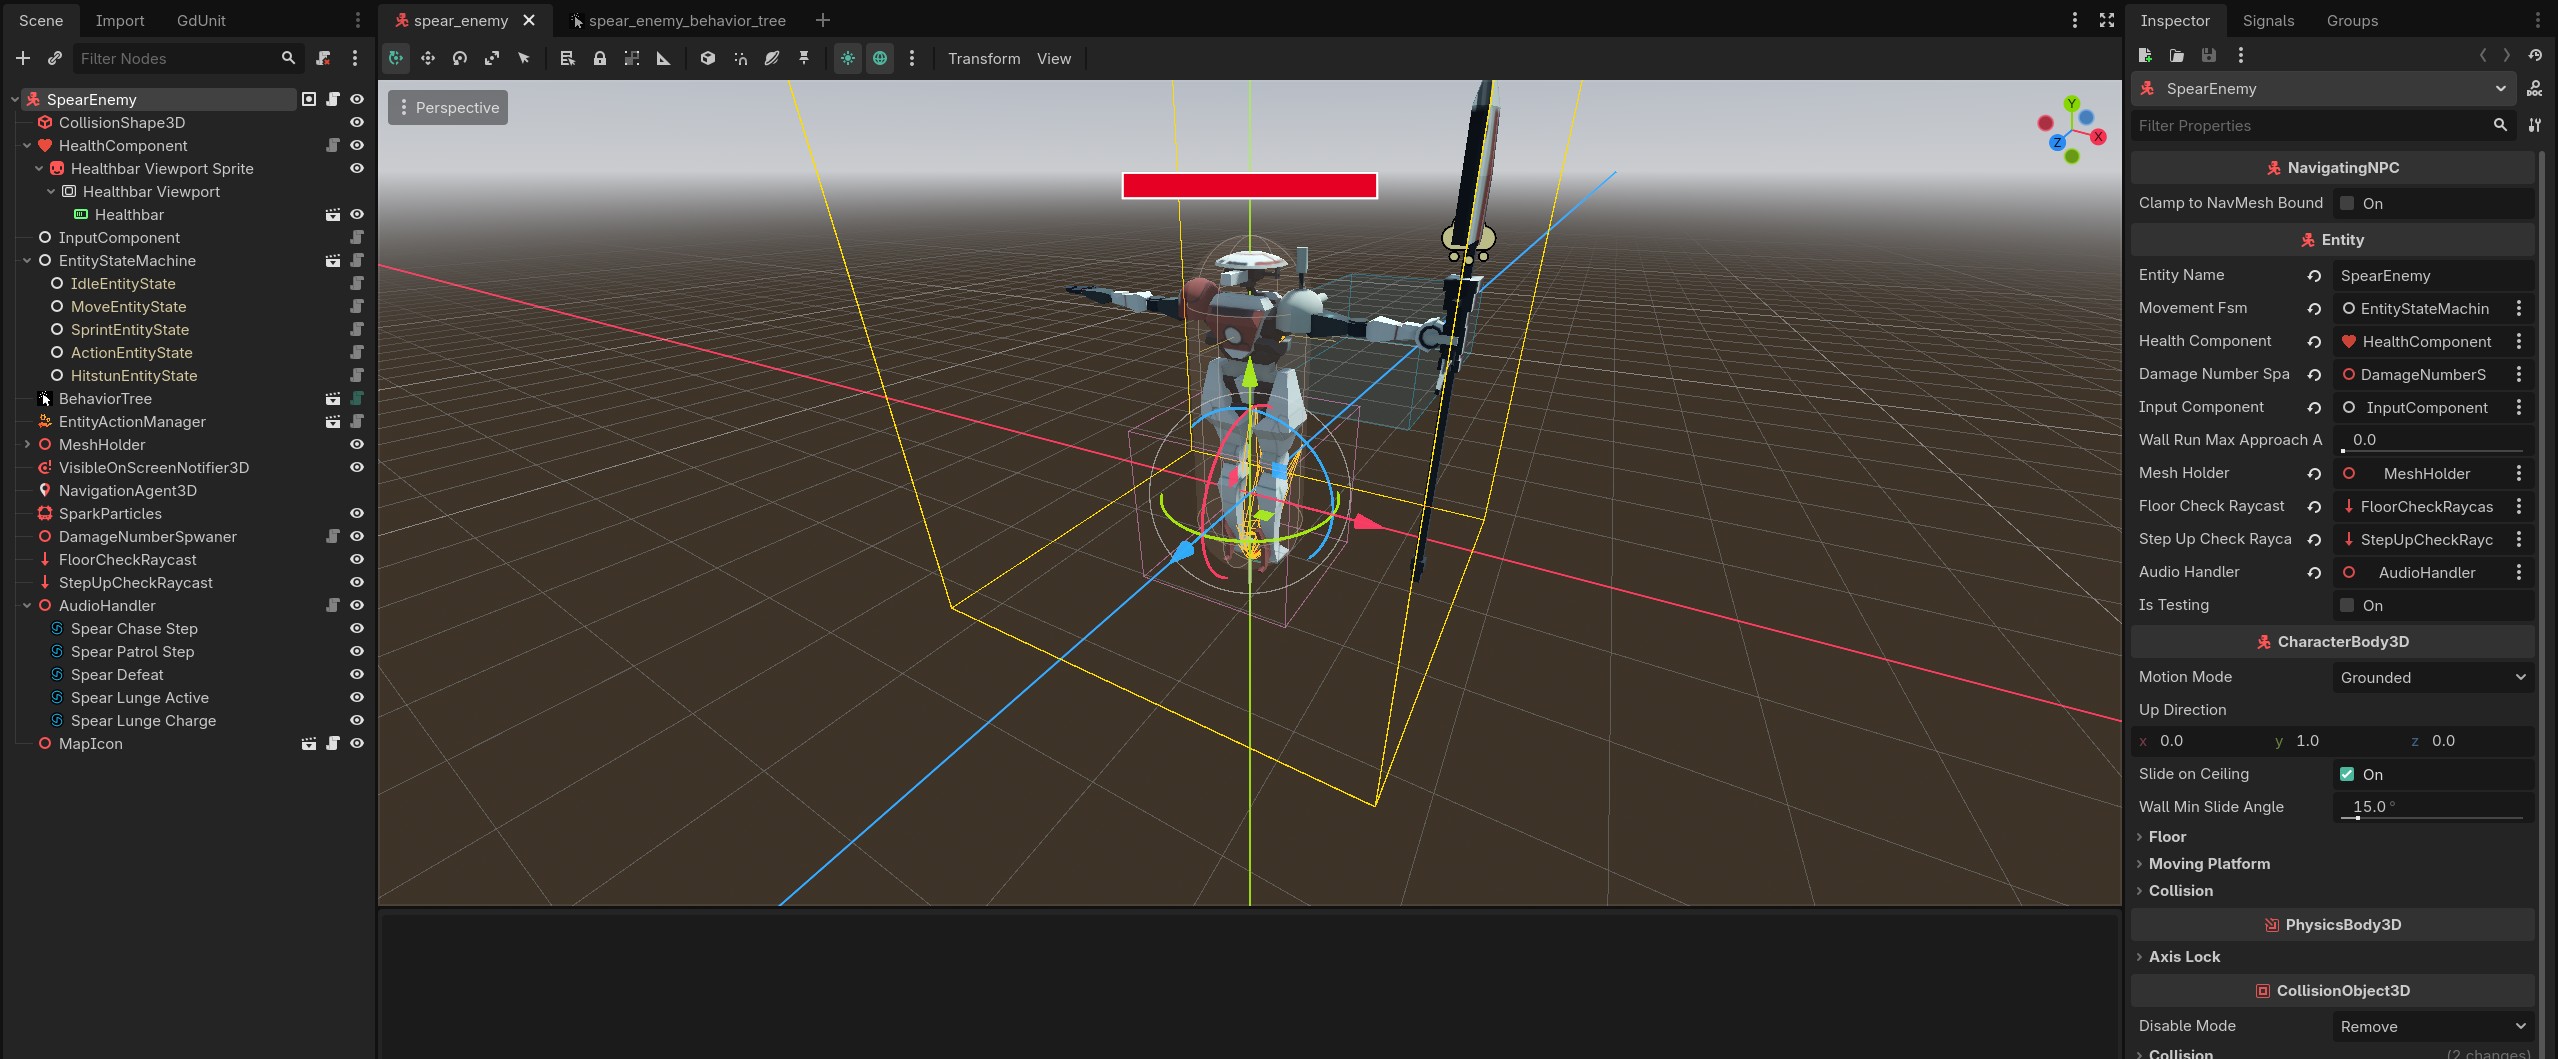 Scene Import GdUnit
Filter Nodes
SpearEnemy
CollisionShape3D
HealthComponent
Healthbar Viewport Sprite
Healthbar Viewport
Healthbar
InputComponent
EntityStateMachine
IdleEntityState
MoveEntityState
SprintEntityState
ActionEntityState
HitstunEntityState
BehaviorTree
EntityActionManager
MeshHolder
VisibleOnScreenNotifier3D
NavigationAgent3D
SparkParticles
DamageNumberSpwaner
FloorCheckRaycast
StepUpCheckRaycast
AudioHandler
Spear Chase Step
Spear Patrol Step
Spear Defeat
Spear Lunge Active
Spear Lunge Charge
MapIcon
spear_enemy spear_enemy_behavior_tree
Transform View
Perspective
Y
X
Z
Inspector Signals Groups
SpearEnemy
Filter Properties
NavigatingNPC
Clamp to NavMesh Bound On
Entity
Entity Name SpearEnemy
Movement Fsm EntityStateMachin
Health Component HealthComponent
Damage Number Spa DamageNumberS
Input Component InputComponent
Wall Run Max Approach A 0.0
Mesh Holder MeshHolder
Floor Check Raycast FloorCheckRaycas
Step Up Check Rayca StepUpCheckRayc
Audio Handler AudioHandler
Is Testing On
CharacterBody3D
Motion Mode Grounded
Up Direction
x 0.0 y 1.0 z 0.0
Slide on Ceiling On
Wall Min Slide Angle 15.0 °
Floor
Moving Platform
Collision
PhysicsBody3D
Axis Lock
CollisionObject3D
Disable Mode Remove
Collision (2 changes)